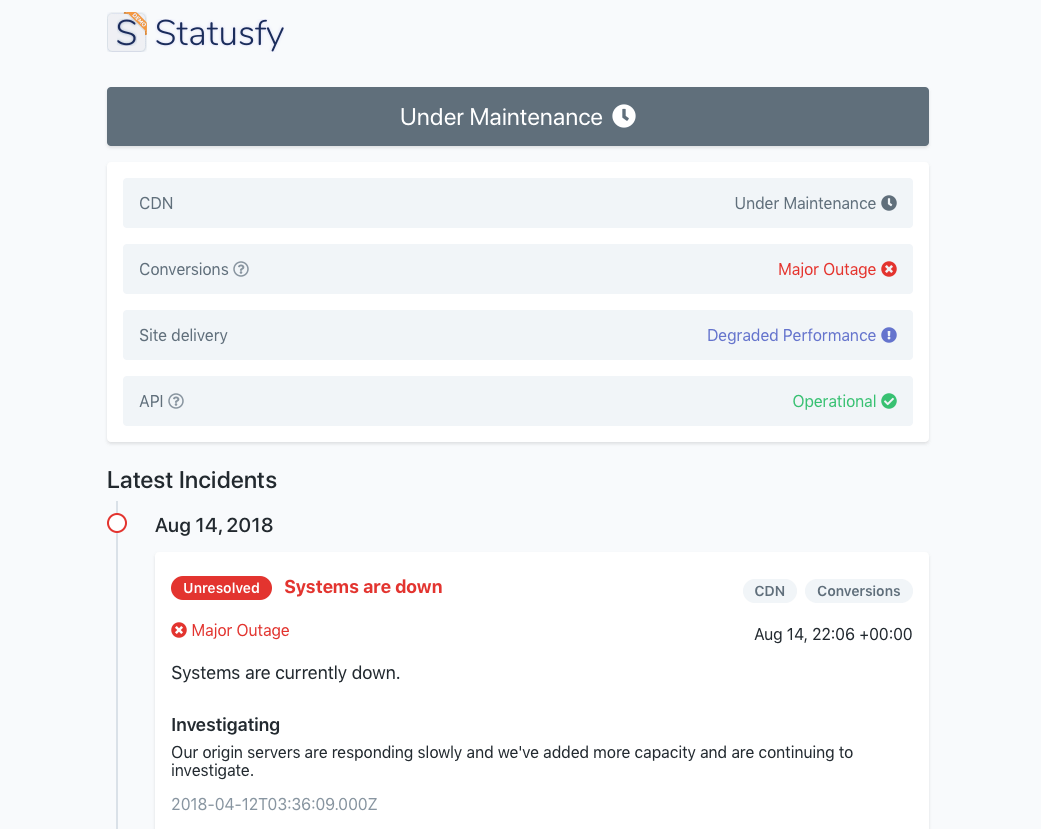 S Statusfy
Under Maintenance
CDN Under Maintenance
Conversions ? Major Outage
Site delivery Degraded Performance
API ? Operational
Latest Incidents
Aug 14, 2018
Unresolved Systems are down CDN Conversions
Major Outage Aug 14, 22:06 +00:00
Systems are currently down.
Investigating
Our origin servers are responding slowly and we've added more capacity and are continuing to
investigate.
2018-04-12T03:36:09.000Z